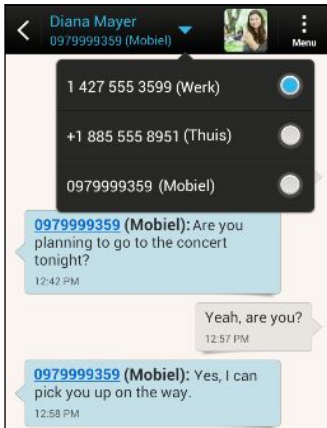 Diana Mayer
0979999359 (Mobiel)
Menu
1 427 555 3599 (Werk)
+1 885 555 8951 (Thuis)
0979999359 (Mobiel)
0979999359 (Mobiel): Are you
planning to go to the concert
tonight?
12:42 PM
Yeah, are you?
12:57 PM
0979999359 (Mobiel): Yes, I can
pick you up on the way.
12:58 PM